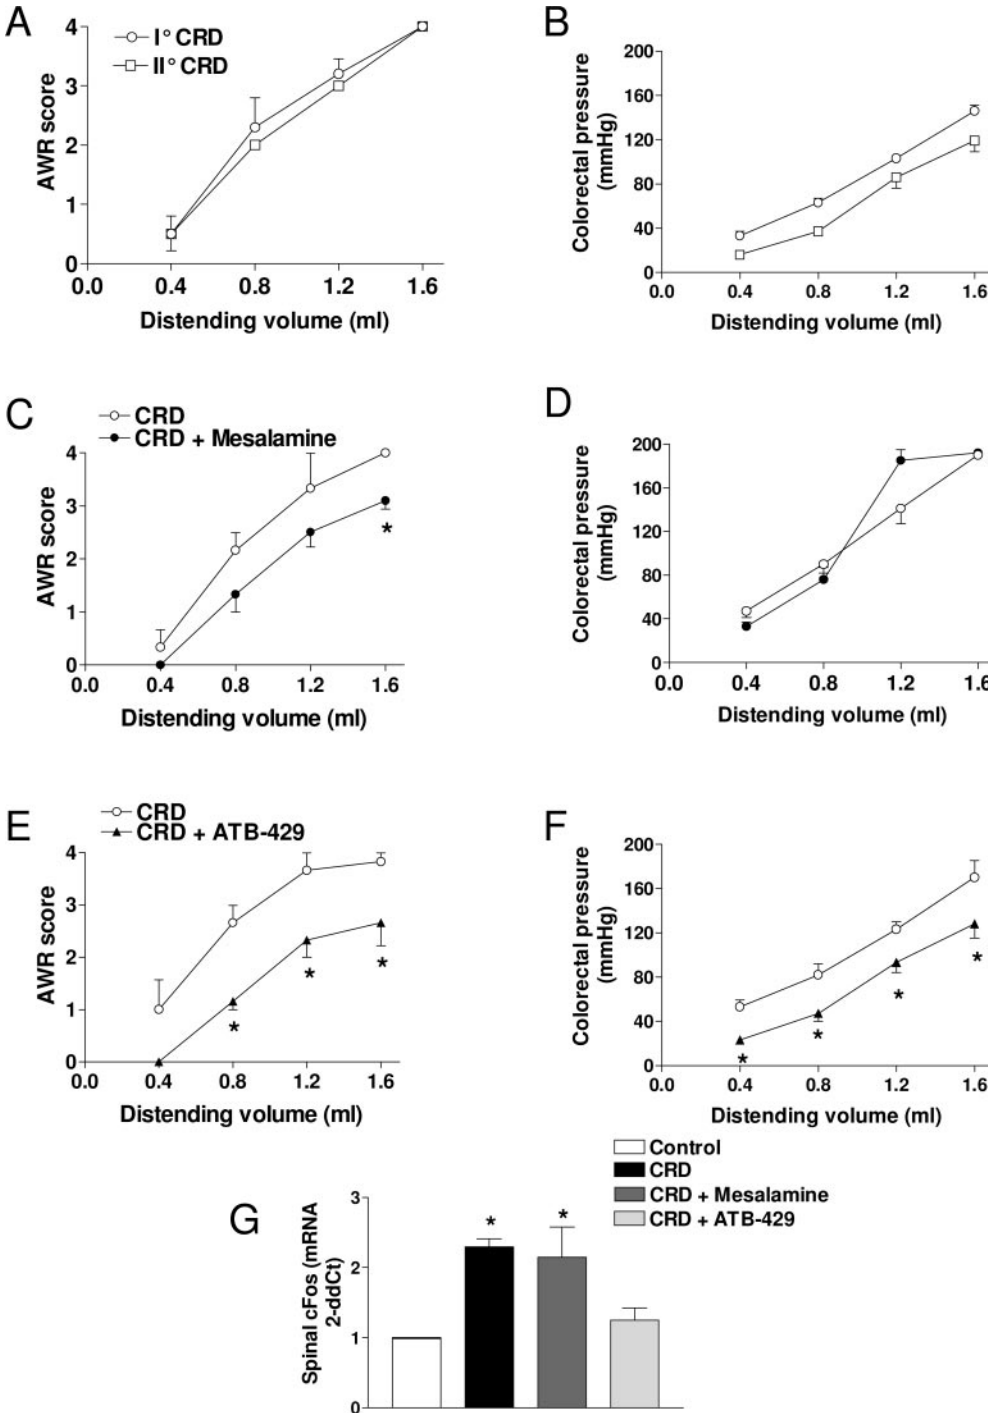 A
I° CRD
II° CRD
4
3
2
1
0
AWR score
0.0 0.4 0.8 1.2 1.6
Distending volume (ml)
B
200
160
120
80
40
0
Colorectal pressure
(mmHg)
0.0 0.4 0.8 1.2 1.6
Distending volume (ml)
C
CRD
CRD + Mesalamine
4
3
2
1
0
AWR score
*
0.0 0.4 0.8 1.2 1.6
Distending volume (ml)
D
200
160
120
80
40
0
Colorectal pressure
(mmHg)
0.0 0.4 0.8 1.2 1.6
Distending volume (ml)
E
CRD
CRD + ATB-429
4
3
2
1
0
AWR score
* * *
0.0 0.4 0.8 1.2 1.6
Distending volume (ml)
F
200
160
120
80
40
0
Colorectal pressure
(mmHg)
* * * *
0.0 0.4 0.8 1.2 1.6
Distending volume (ml)
G
Control
CRD
CRD + Mesalamine
CRD + ATB-429
3
2
1
0
Spinal cFos (mRNA
2-ddCt)
* *